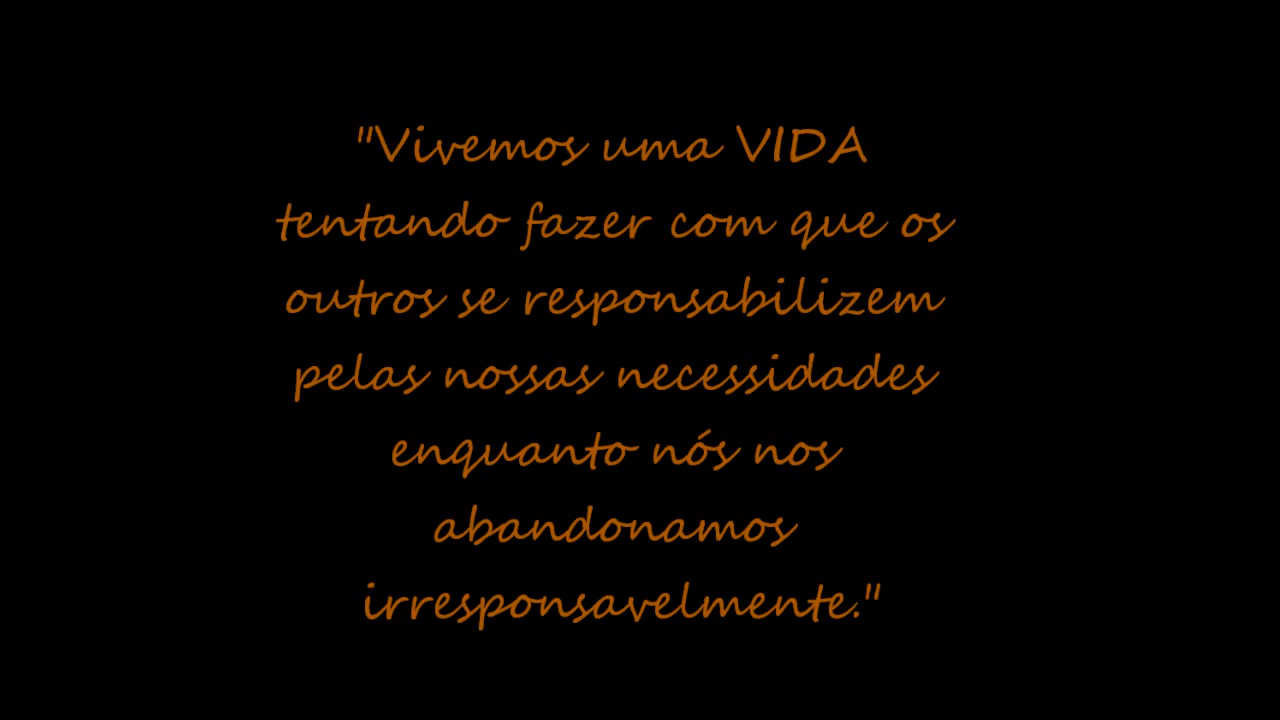 "Vivemos uma VIDA
tentando fazer com que os
outros se responsabilizem
pelas nossas necessidades
enquanto nós nos
abandonamos
irresponsavelmente."